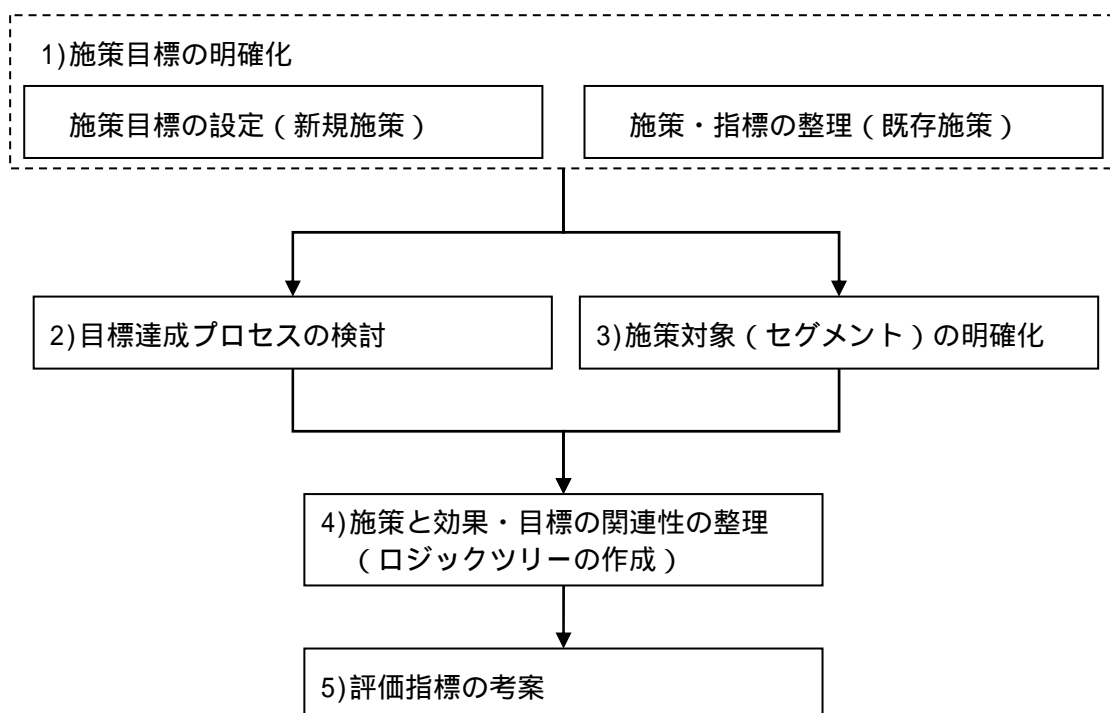 1)施策目標の明確化
施策目標の設定(新規施策)
施策・指標の整理(既存施策)
2)目標達成プロセスの検討
3)施策対象(セグメント)の明確化
4)施策と効果・目標の関連性の整理
(ロジックツリーの作成)
5)評価指標の考案